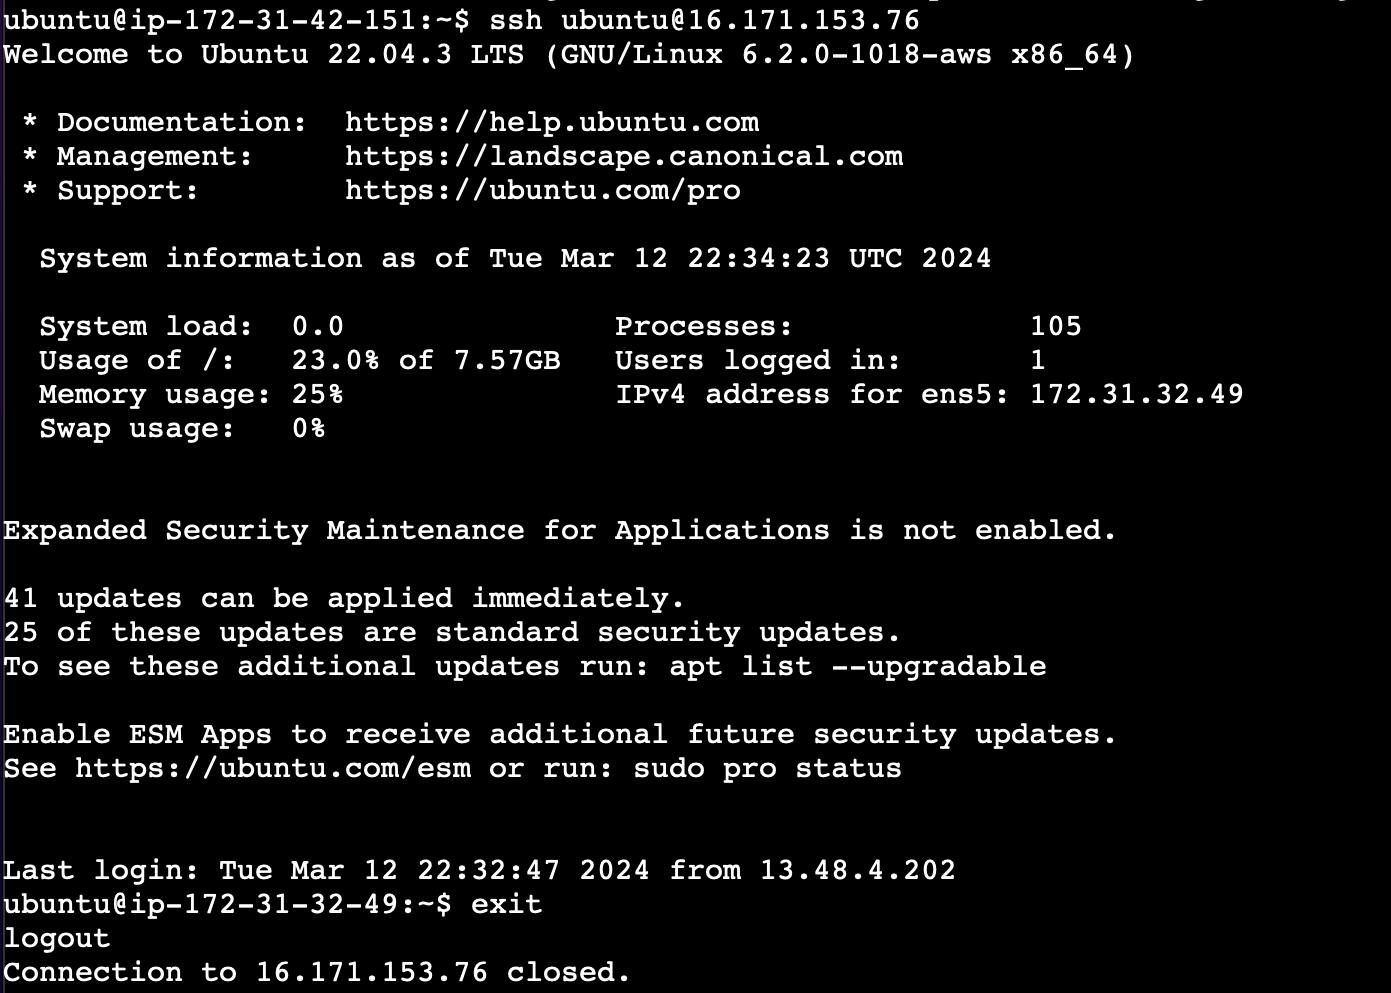 ubuntu@ip-172-31-42-151:~$ ssh ubuntu@16.171.153.76
Welcome to Ubuntu 22.04.3 LTS (GNU/Linux 6.2.0-1018-aws x86_64)

 * Documentation:  https://help.ubuntu.com
 * Management:     https://landscape.canonical.com
 * Support:        https://ubuntu.com/pro

  System information as of Tue Mar 12 22:34:23 UTC 2024

  System load:  0.0               Processes:             105
  Usage of /:   23.0% of 7.57GB   Users logged in:       1
  Memory usage: 25%               IPv4 address for ens5: 172.31.32.49
  Swap usage:   0%


Expanded Security Maintenance for Applications is not enabled.

41 updates can be applied immediately.
25 of these updates are standard security updates.
To see these additional updates run: apt list --upgradable

Enable ESM Apps to receive additional future security updates.
See https://ubuntu.com/esm or run: sudo pro status


Last login: Tue Mar 12 22:32:47 2024 from 13.48.4.202
ubuntu@ip-172-31-32-49:~$ exit
logout
Connection to 16.171.153.76 closed.